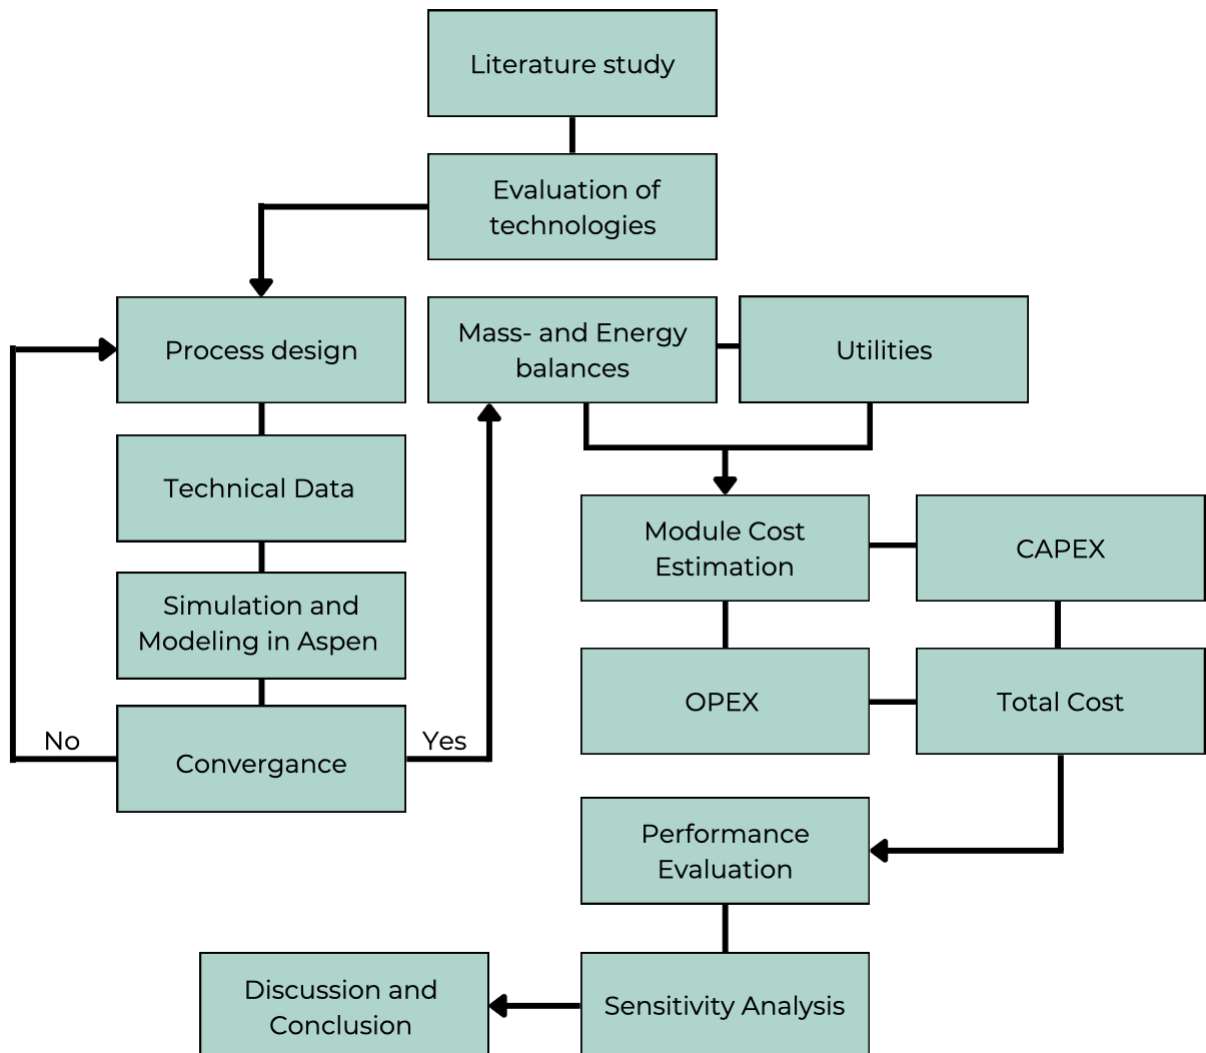 Literature study
Evaluation of
technologies
Process design
Mass- and Energy
balances
Utilities
Technical Data
Simulation and
Modeling in Aspen
No
Convergance
Yes
Module Cost
Estimation
CAPEX
OPEX
Total Cost
Performance
Evaluation
Sensitivity Analysis
Discussion and
Conclusion